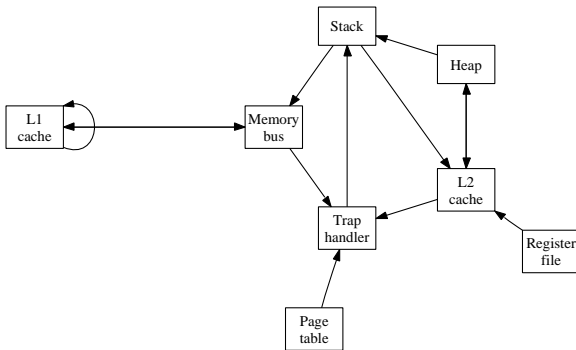 Stack
Heap
L1
cache
Memory
bus
L2
cache
Trap
handler
Register
file
Page
table